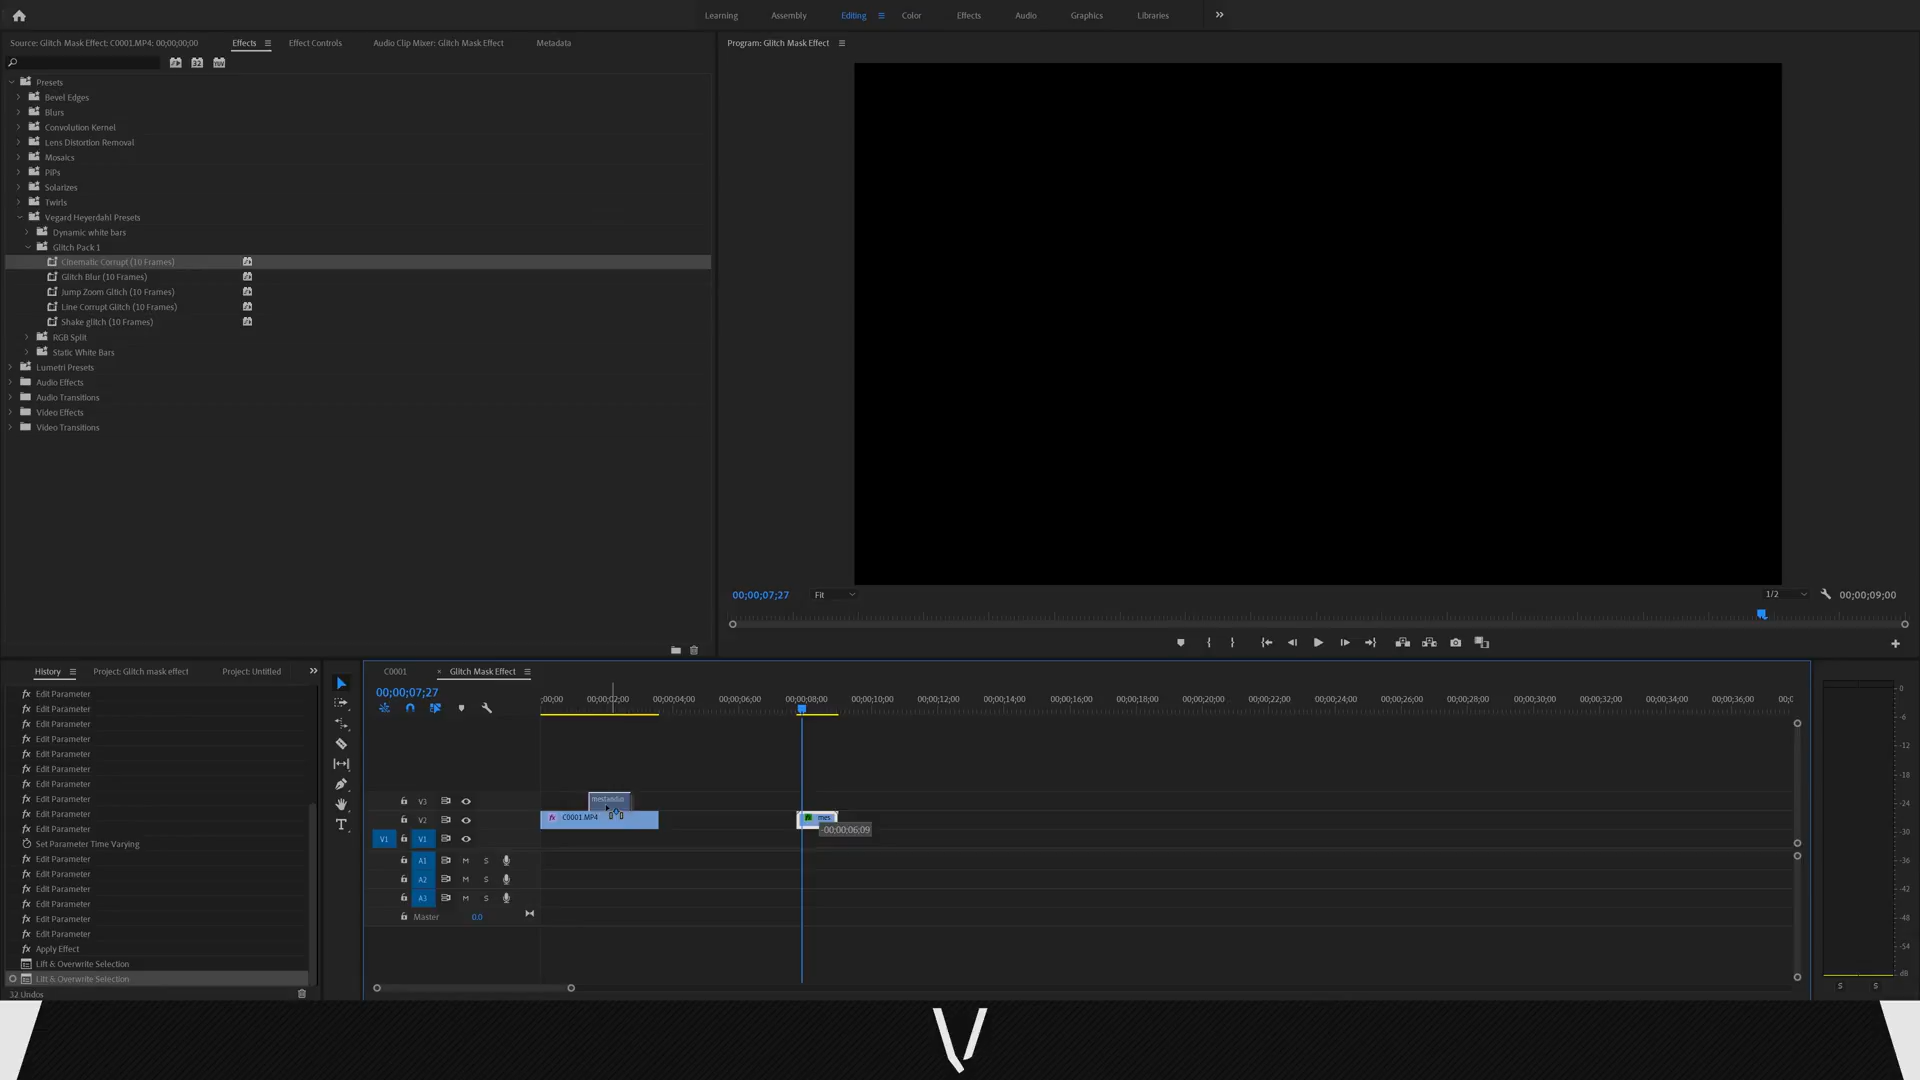 Learning Assembly Editing Color Effects Audio Graphics Libraries
Source: Glitch Mask Effect: C0001.MP4: 00;00;00;00 Effects Effect Controls Audio Clip Mixer: Glitch Mask Effect Metadata
Program: Glitch Mask Effect
Presets
Bevel Edges
Blurs
Convolution Kernel
Lens Distortion Removal
Mosaics
PiPs
Solarizes
Twirls
Vegard Heyerdahl Presets
Dynamic white bars
Glitch Pack 1
Cinematic Corrupt (10 Frames)
Glitch Blur (10 Frames)
Jump Zoom Glitch (10 Frames)
Line Corrupt Glitch (10 Frames)
Shake glitch (10 Frames)
RGB Split
Static White Bars
Lumetri Presets
Audio Effects
Audio Transitions
Video Effects
Video Transitions
00;00;07;27 Fit 1/2 00;00;09;00
History Project: Glitch mask effect Project: Untitled
Edit Parameter
Edit Parameter
Edit Parameter
Edit Parameter
Edit Parameter
Edit Parameter
Edit Parameter
Edit Parameter
Edit Parameter
Edit Parameter
Set Parameter Time Varying
Edit Parameter
Edit Parameter
Edit Parameter
Edit Parameter
Edit Parameter
Edit Parameter
Apply Effect
Lift & Overwrite Selection
Lift & Overwrite Selection
32 Undos
C0001 × Glitch Mask Effect
00;00;07;27
;00;00 00;00;02;00 00;00;04;00 00;00;06;00 00;00;08;00 00;00;10;00 00;00;12;00 00;00;14;00 00;00;16;00 00;00;18;00 00;00;20;00 00;00;22;00 00;00;24;00 00;00;26;00 00;00;28;00 00;00;30;00 00;00;32;00 00;00;34;00 00;00;36;00
V3
V2 C0001.MP4 mes
-00;00;06;09
V1 V1
A1 M S
A2 M S
A3 M S
Master 0.0
0
-6
-12
-18
-24
-30
-36
-42
-48
-54
dB
S S